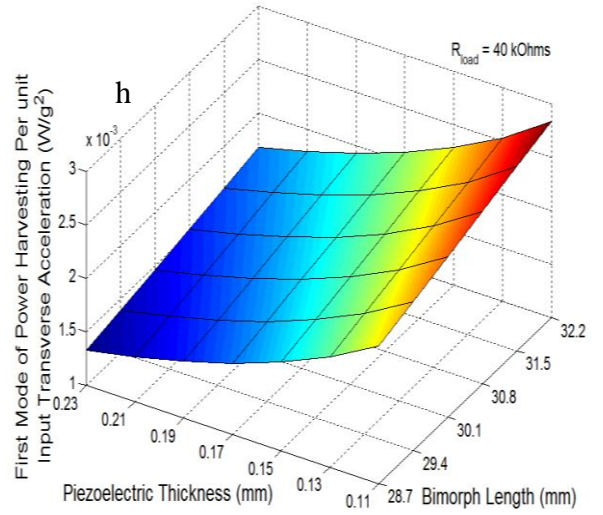 R_load = 40 kOhms
h
x 10^-3
First Mode of Power Harvesting Per unit
Input Transverse Acceleration (W/g²)
3
2.5
2
1.5
1
0.23
0.21
0.19
0.17
0.15
0.13
0.11
Piezoelectric Thickness (mm)
28.7
29.4
30.1
30.8
31.5
32.2
Bimorph Length (mm)